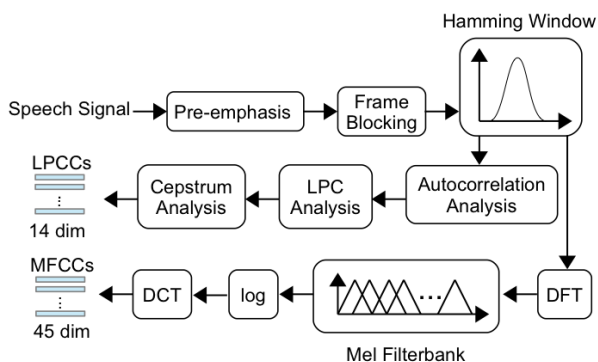 Hamming Window
Speech Signal
Pre-emphasis
Frame
Blocking
LPCCs
14 dim
Cepstrum
Analysis
LPC
Analysis
Autocorrelation
Analysis
MFCCs
45 dim
DCT
log
Mel Filterbank
DFT